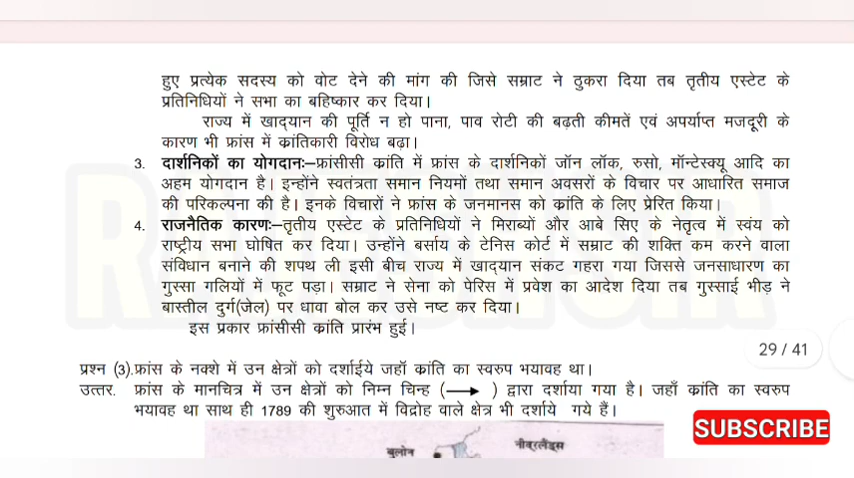 हुए प्रत्येक सदस्य को वोट देने की मांग की जिसे सम्राट ने ठुकरा दिया तब तृतीय एस्टेट के
प्रतिनिधियों ने सभा का बहिष्कार कर दिया।
राज्य में खाद्यान की पूर्ति न हो पाना, पाव रोटी की बढ़ती कीमतें एवं अपर्याप्त मजदूरी के
कारण भी फ्रांस में क्रांतिकारी विरोध बढ़ा।
3. दार्शनिकों का योगदानः–फ्रांसीसी क्रांति में फ्रांस के दार्शनिकों जॉन लॉक, रुसो, मॉन्टेस्क्यू आदि का
अहम योगदान है। इन्होंने स्वतंत्रता समान नियमों तथा समान अवसरों के विचार पर आधारित समाज
की परिकल्पना की है। इनके विचारों ने फ्रांस के जनमानस को क्रांति के लिए प्रेरित किया।
4. राजनैतिक कारणः–तृतीय एस्टेट के प्रतिनिधियों ने मिराब्यों और आबे सिए के नेतृत्व में स्वंय को
राष्ट्रीय सभा घोषित कर दिया। उन्होंने बर्साय के टेनिस कोर्ट में सम्राट की शक्ति कम करने वाला
संविधान बनाने की शपथ ली इसी बीच राज्य में खाद्यान संकट गहरा गया जिससे जनसाधारण का
गुस्सा गलियों में फूट पड़ा। सम्राट ने सेना को पेरिस में प्रवेश का आदेश दिया तब गुस्साई भीड़ ने
बास्तील दुर्ग(जेल) पर धावा बोल कर उसे नष्ट कर दिया।
इस प्रकार फ्रांसीसी क्रांति प्रारंभ हुई।
29 / 41
प्रश्न (3).फ्रांस के नक्शे में उन क्षेत्रों को दर्शाईये जहॉ क्रांति का स्वरुप भयावह था।
उत्तर. फ्रांस के मानचित्र में उन क्षेत्रों को निम्न चिन्ह (⟶) द्वारा दर्शाया गया है। जहाँ क्रांति का स्वरुप
भयावह था साथ ही 1789 की शुरुआत में विद्रोह वाले क्षेत्र भी दर्शाये गये हैं।
SUBSCRIBE
बुलोन नीदरलैंड्स